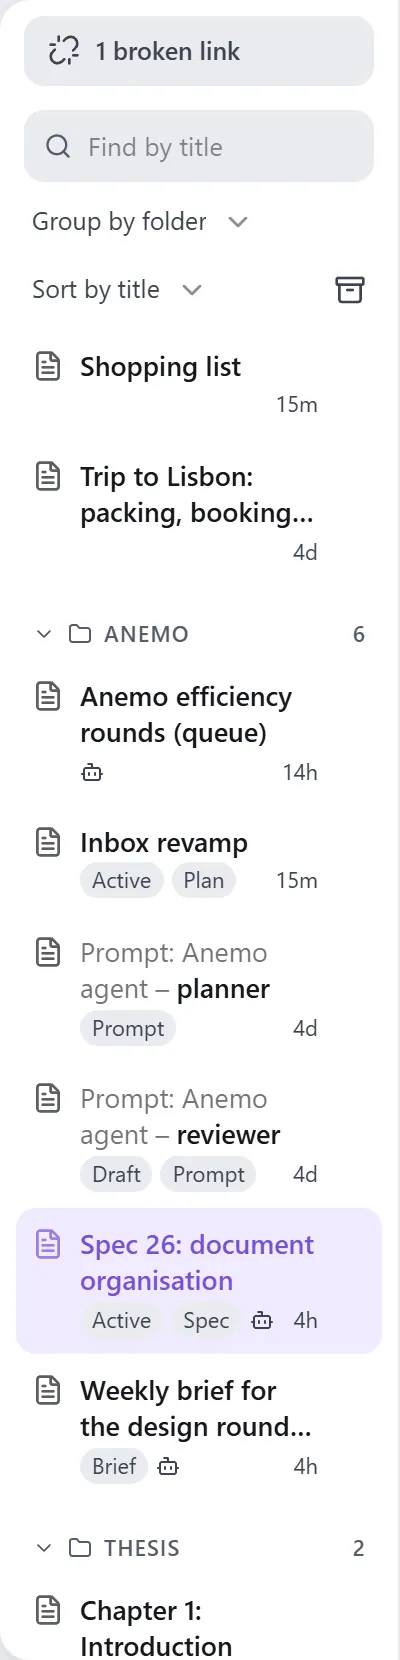 1 broken link
Find by title
Group by folder
Sort by title
Shopping list
15m
Trip to Lisbon:
packing, booking...
4d
ANEMO 6
Anemo efficiency
rounds (queue)
14h
Inbox revamp
Active Plan 15m
Prompt: Anemo
agent – planner
Prompt 4d
Prompt: Anemo
agent – reviewer
Draft Prompt 4d
Spec 26: document
organisation
Active Spec 4h
Weekly brief for
the design round...
Brief 4h
THESIS 2
Chapter 1:
Introduction